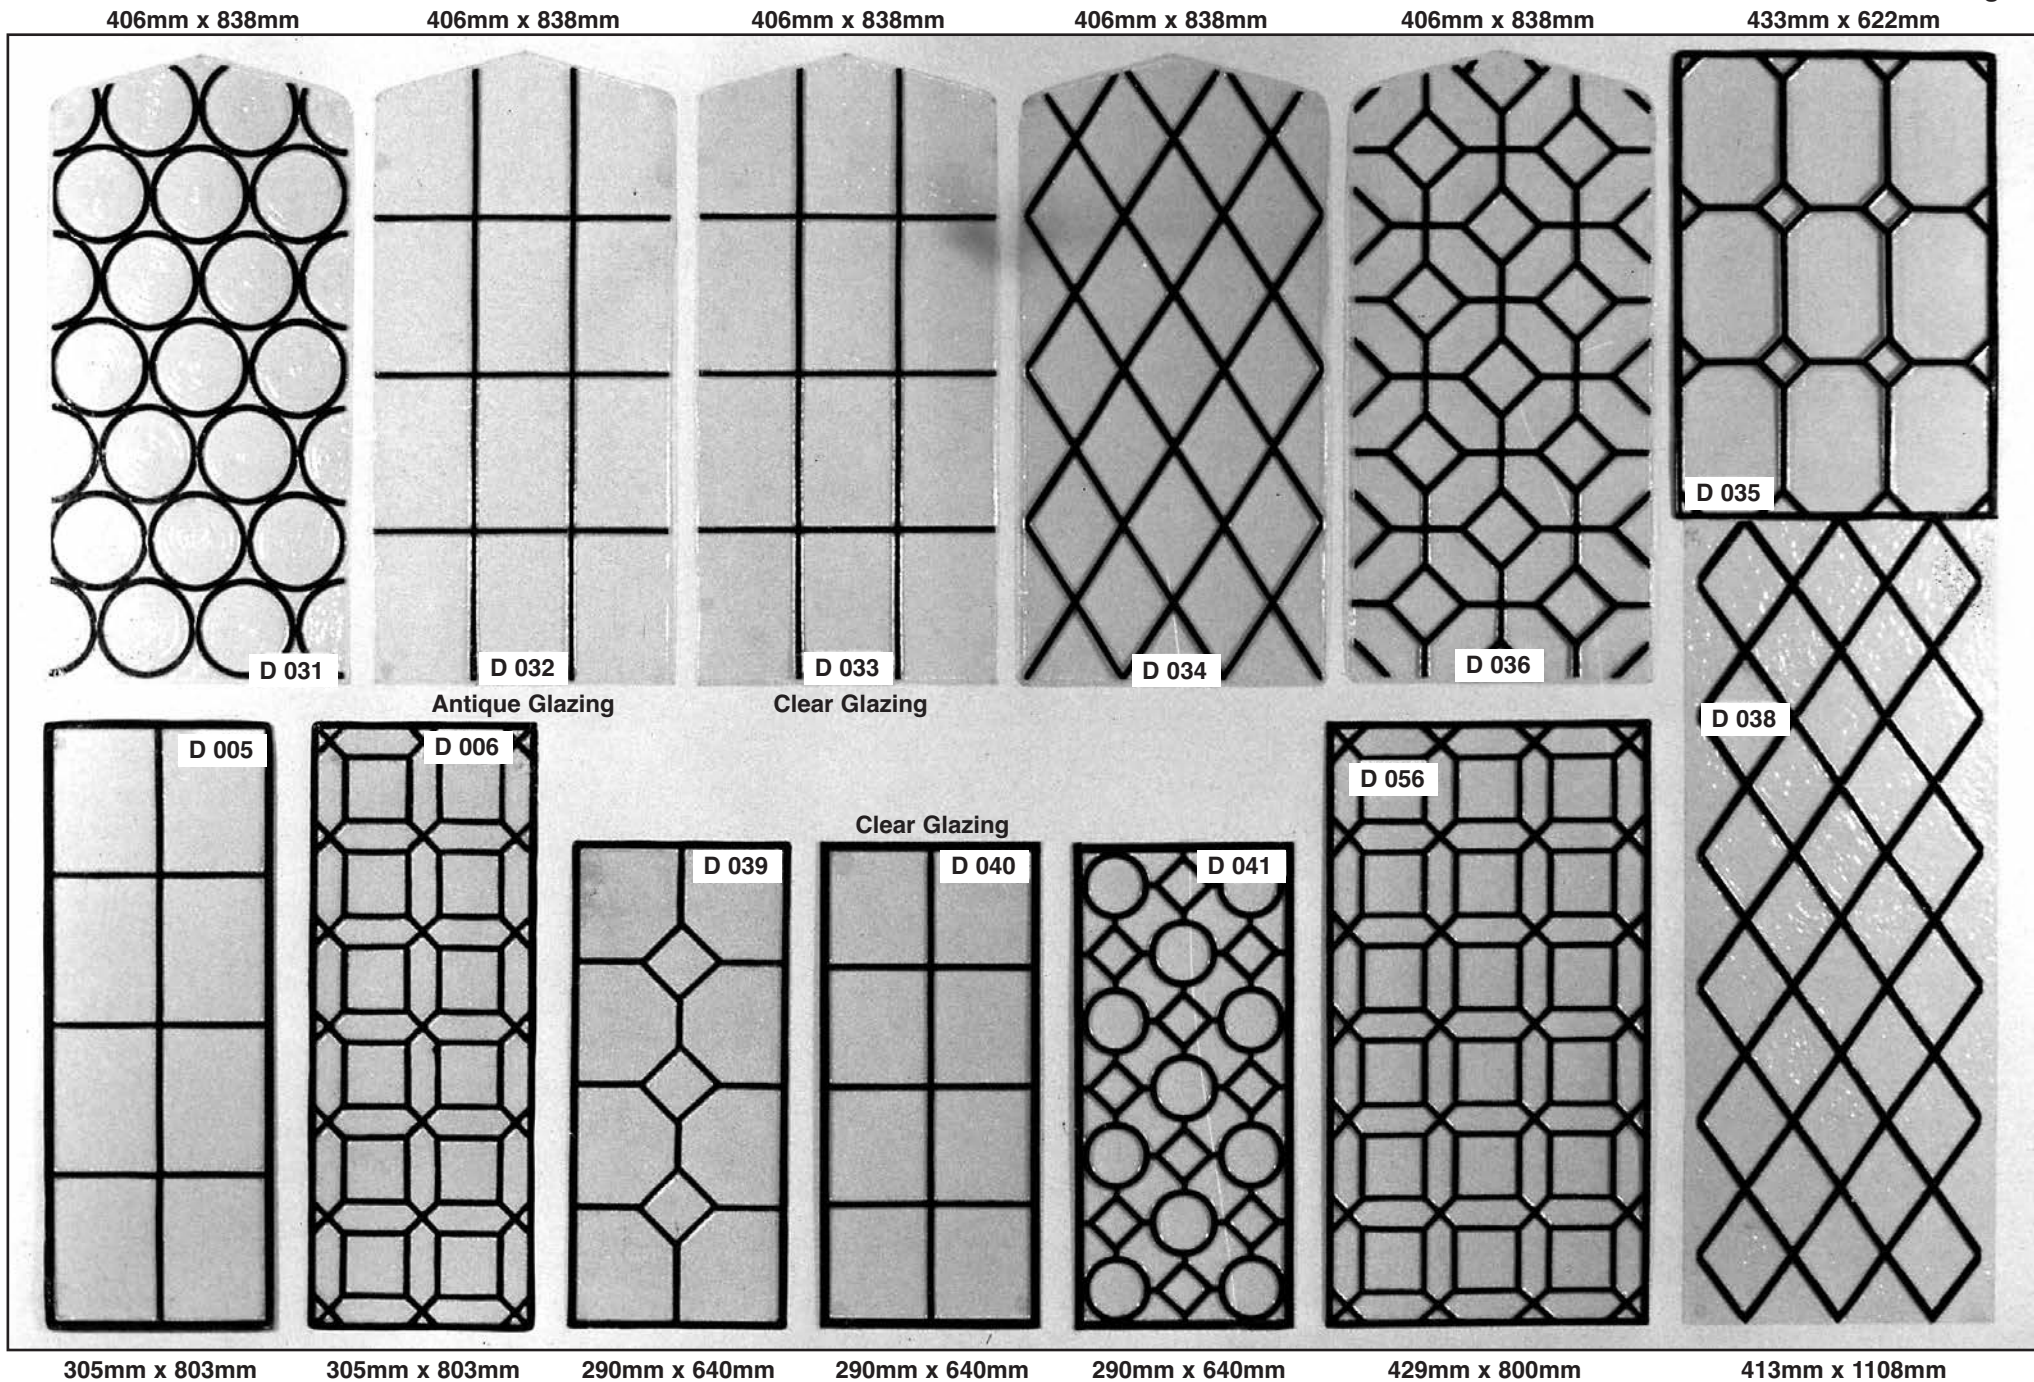 406mm x 838mm
406mm x 838mm
406mm x 838mm
406mm x 838mm
406mm x 838mm
433mm x 622mm
D 035
D 031
D 032
D 033
D 034
D 036
Antique Glazing
Clear Glazing
D 038
D 005
D 006
D 056
Clear Glazing
D 039
D 040
D 041
305mm x 803mm
305mm x 803mm
290mm x 640mm
290mm x 640mm
290mm x 640mm
429mm x 800mm
413mm x 1108mm